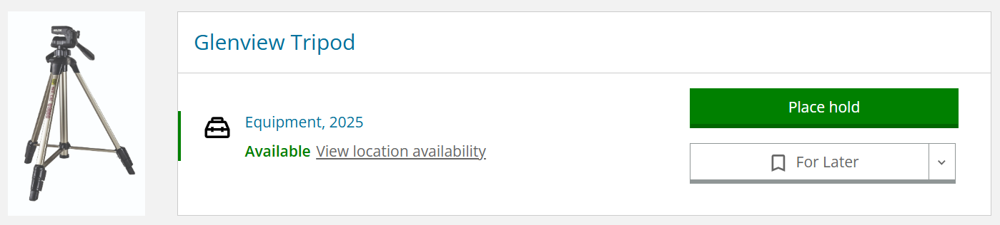 Glenview Tripod
Equipment, 2025
Available View location availability
Place hold
For Later